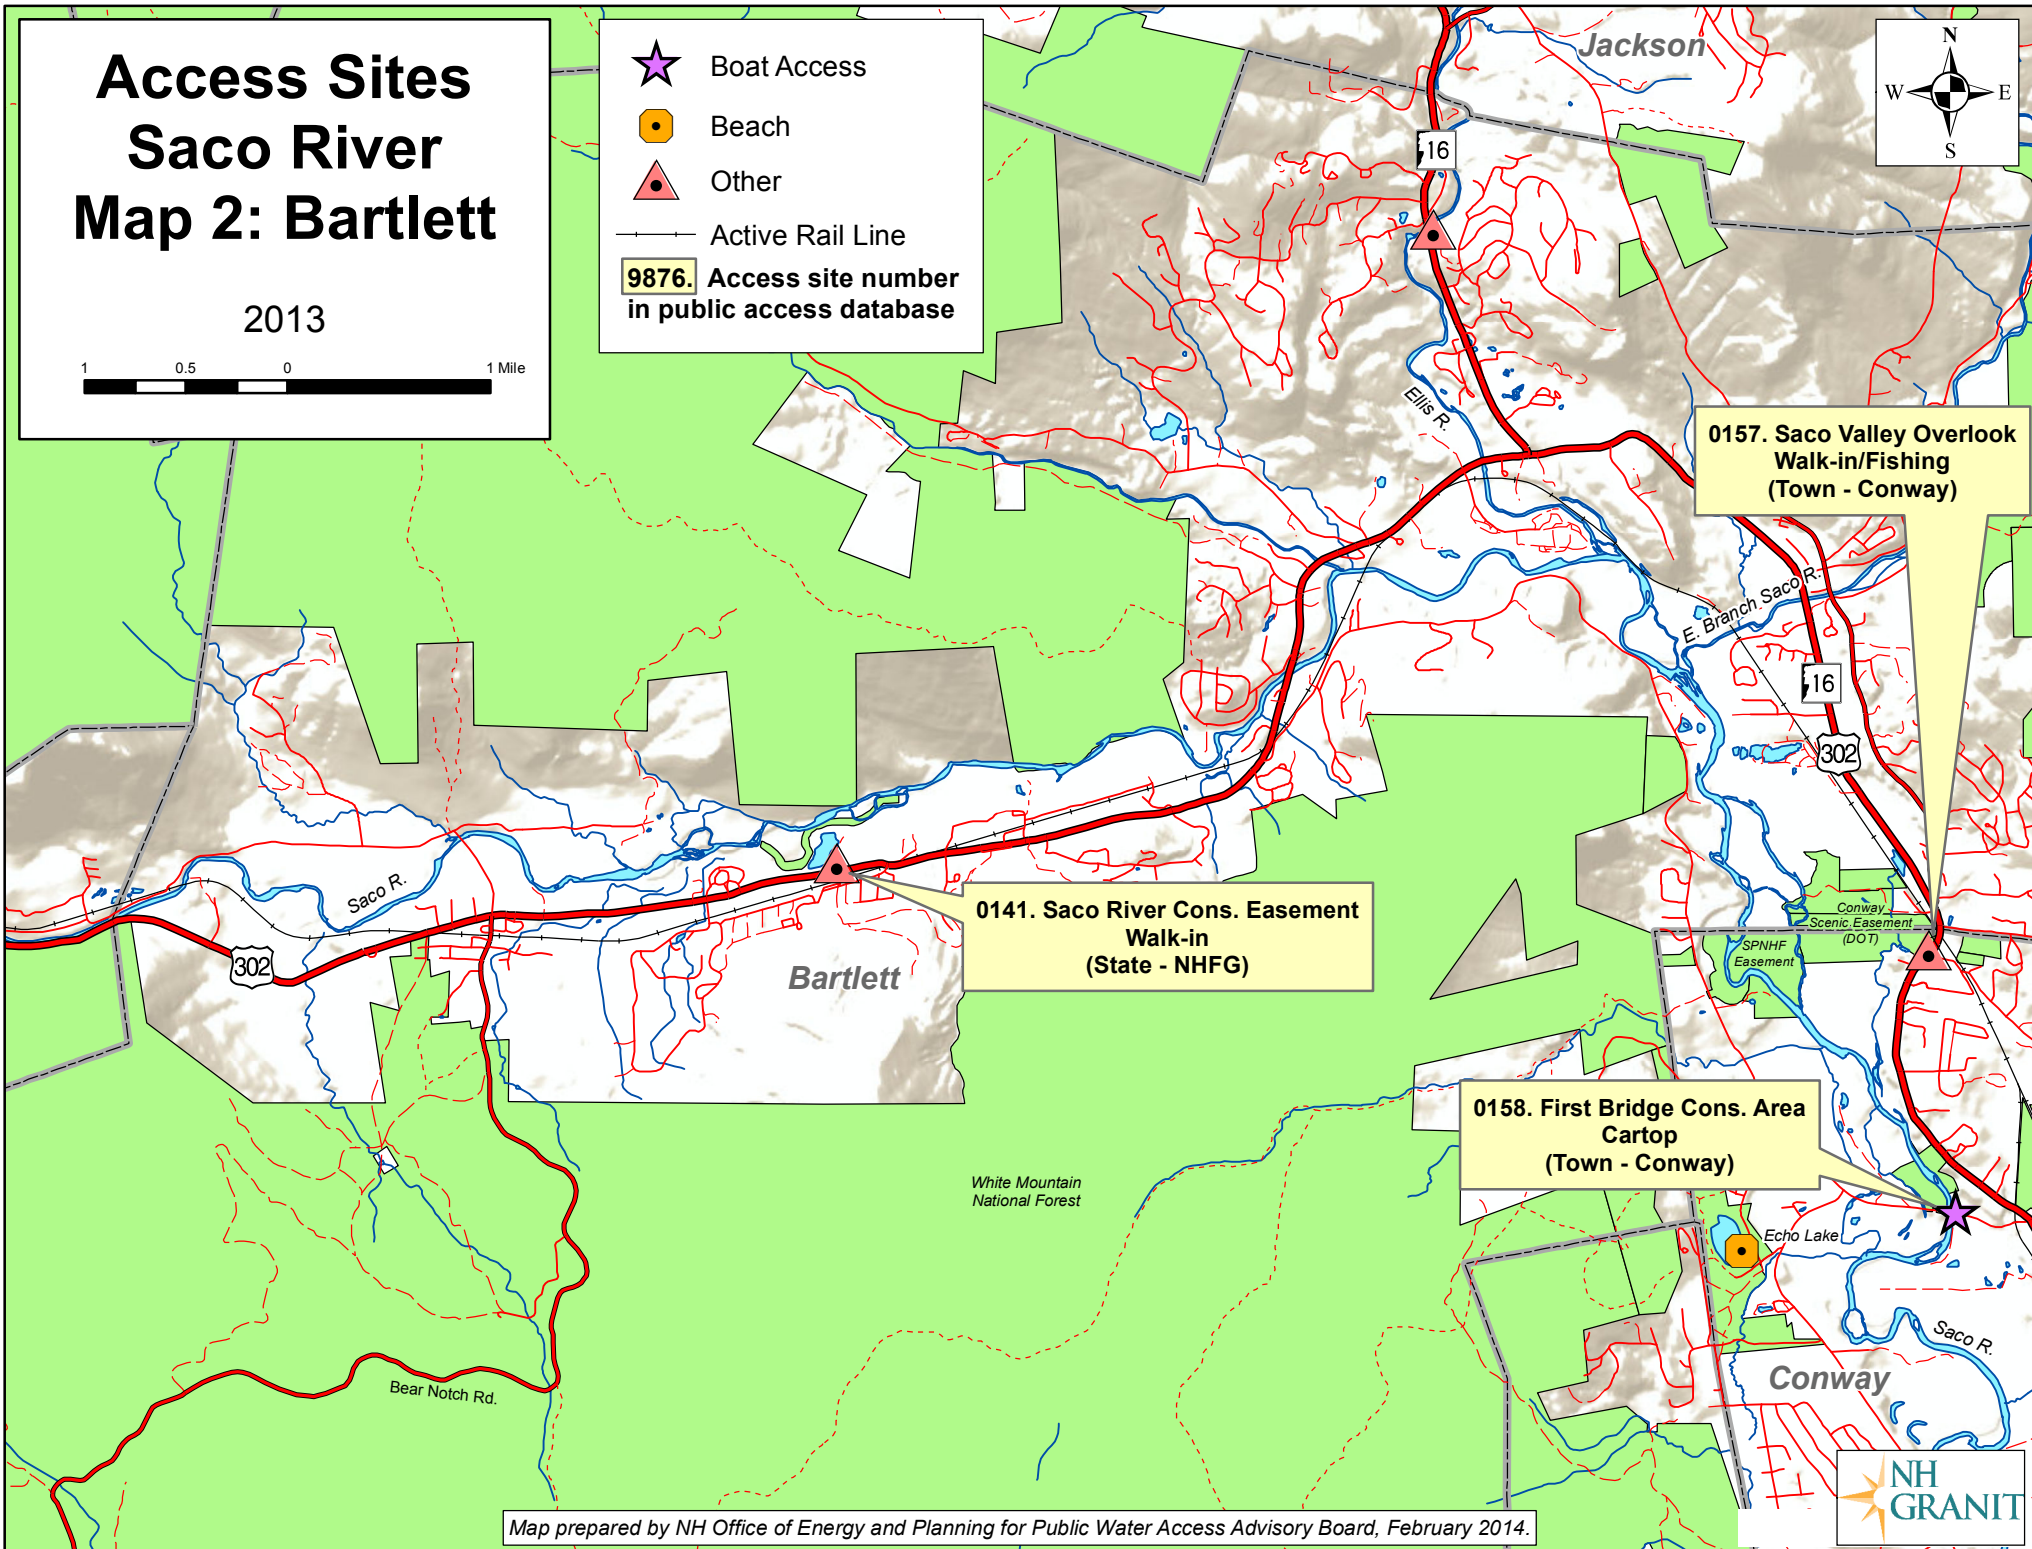 Access Sites
Saco River
Map 2: Bartlett
2013
1 0.5 0 1 Mile
Boat Access
Beach
Other
Active Rail Line
9876. Access site number
in public access database
Jackson
N
W E
S
16
Ellis R.
0157. Saco Valley Overlook
Walk-in/Fishing
(Town - Conway)
E. Branch Saco R.
16
302
Saco R.
302
0141. Saco River Cons. Easement
Walk-in
(State - NHFG)
Bartlett
Conway
Scenic Easement
(DOT)
SPNHF
Easement
0158. First Bridge Cons. Area
Cartop
(Town - Conway)
White Mountain
National Forest
Echo Lake
Saco R.
Conway
Bear Notch Rd.
NH
GRANIT
Map prepared by NH Office of Energy and Planning for Public Water Access Advisory Board, February 2014.